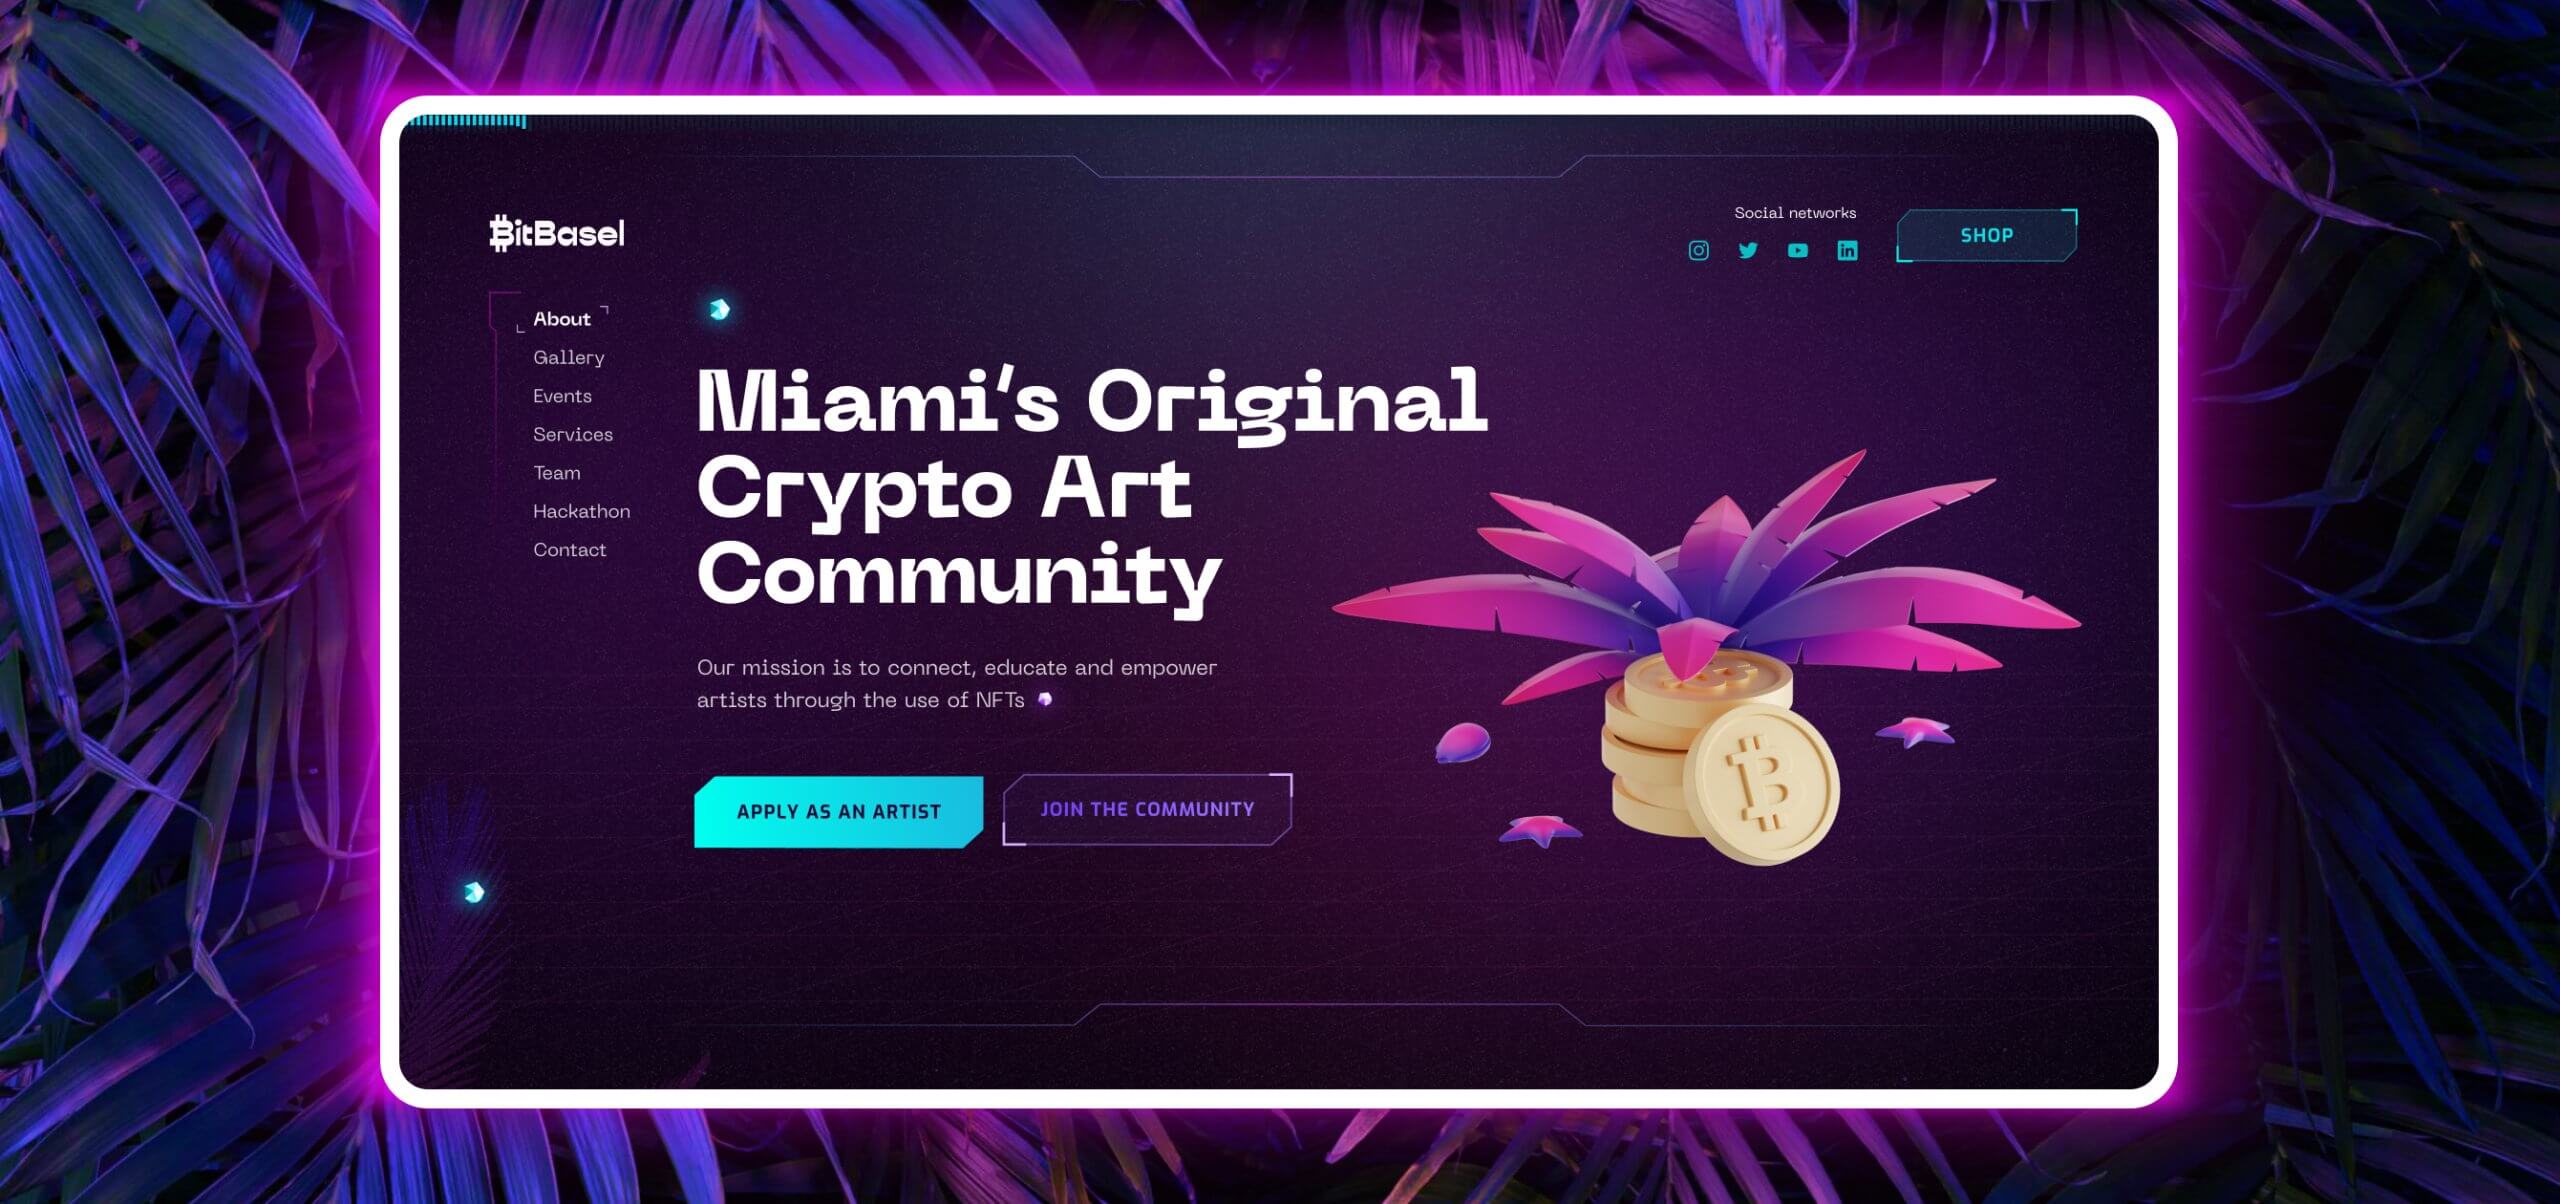 BitBasel
Social networks
SHOP
About
Gallery
Events
Services
Team
Hackathon
Contact
Miami's Original
Crypto Art
Community
Our mission is to connect, educate and empower
artists through the use of NFTs
APPLY AS AN ARTIST
JOIN THE COMMUNITY